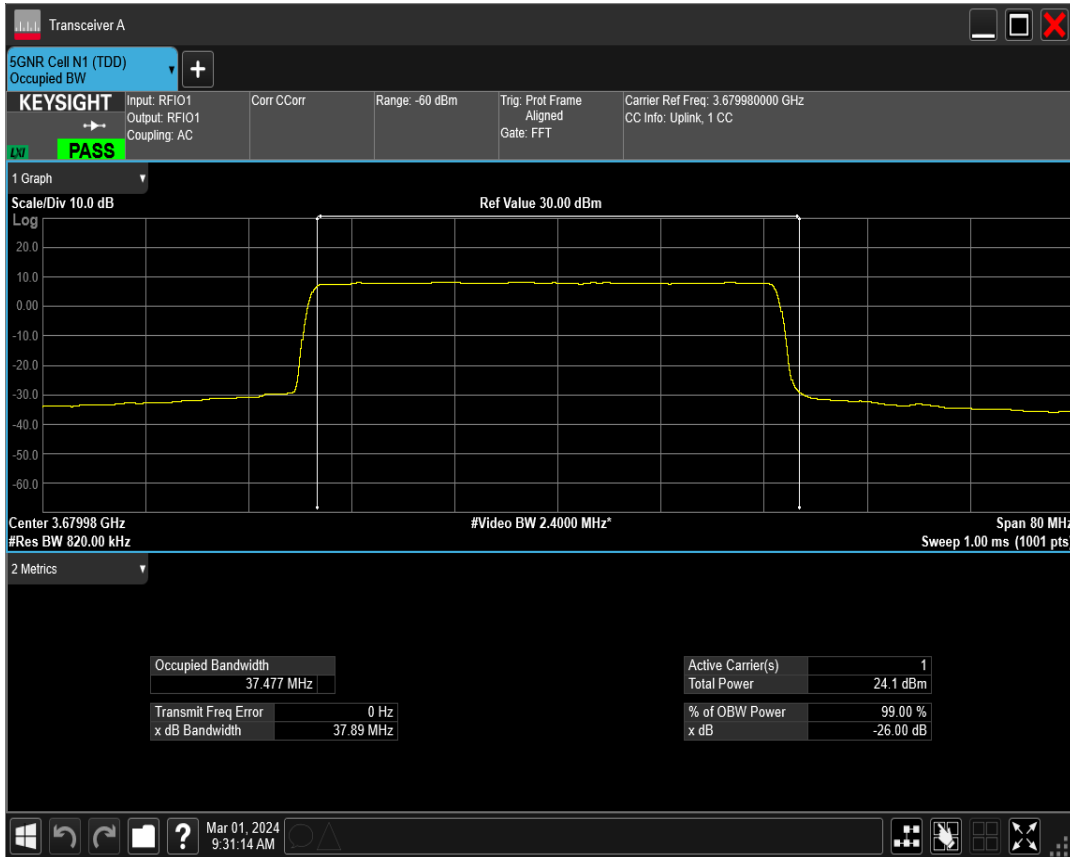 Transceiver A
5GNR Cell N1 (TDD)
Occupied BW
+
KEYSIGHT
LXI
PASS
Input: RFIO1
Output: RFIO1
Coupling: AC
Corr CCorr
Range: -60 dBm
Trig: Prot Frame
Aligned
Gate: FFT
Carrier Ref Freq: 3.679980000 GHz
CC Info: Uplink, 1 CC
1 Graph
Scale/Div 10.0 dB
Ref Value 30.00 dBm
Log
20.0
10.0
0.00
-10.0
-20.0
-30.0
-40.0
-50.0
-60.0
Center 3.67998 GHz
#Video BW 2.4000 MHz*
Span 80 MHz
#Res BW 820.00 kHz
Sweep 1.00 ms (1001 pts)
2 Metrics
Occupied Bandwidth
37.477 MHz
Transmit Freq Error 0 Hz
x dB Bandwidth 37.89 MHz
Active Carrier(s) 1
Total Power 24.1 dBm
% of OBW Power 99.00 %
x dB -26.00 dB
?
Mar 01, 2024
9:31:14 AM